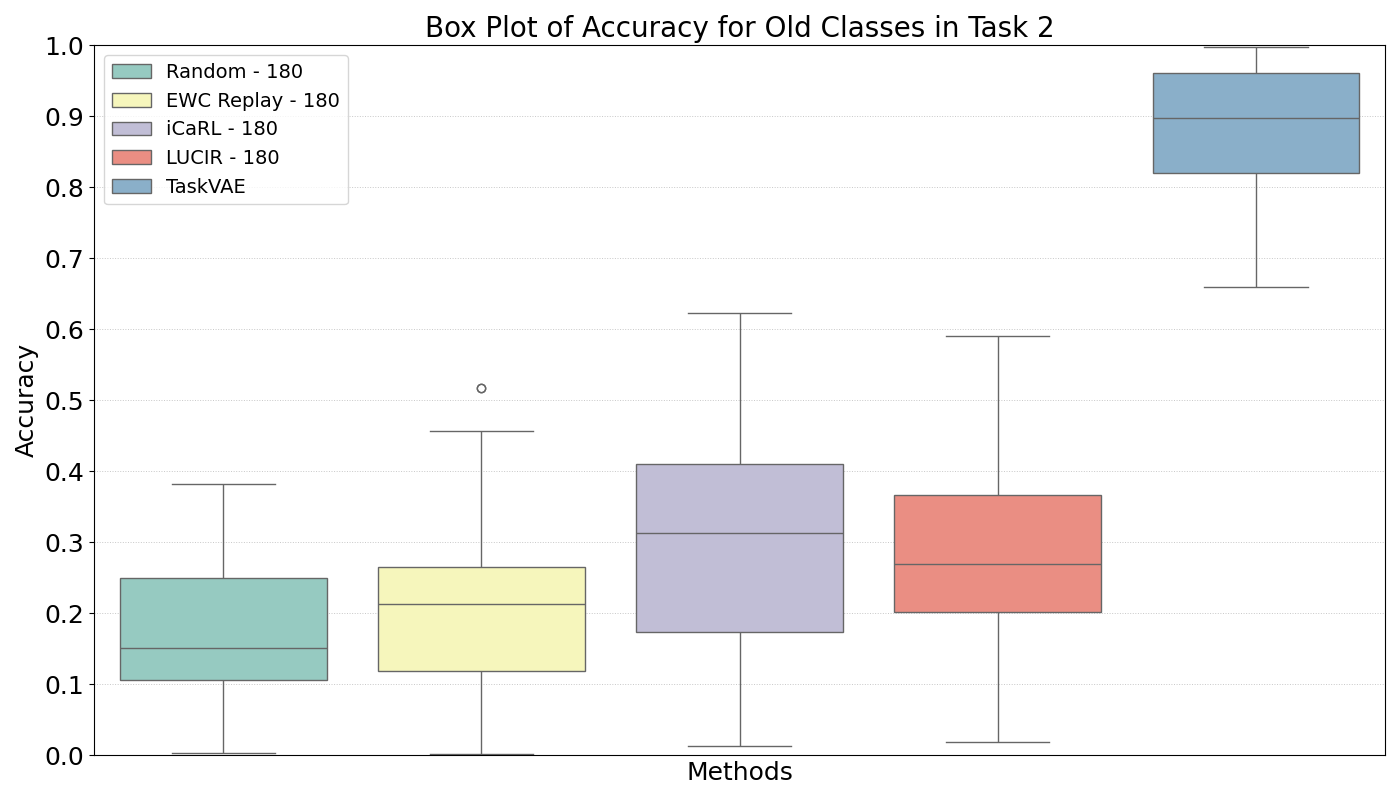 Box Plot of Accuracy for Old Classes in Task 2
1.0
0.9
0.8
0.7
0.6
0.5
0.4
0.3
0.2
0.1
0.0
Accuracy
Random - 180
EWC Replay - 180
iCaRL - 180
LUCIR - 180
TaskVAE
Methods